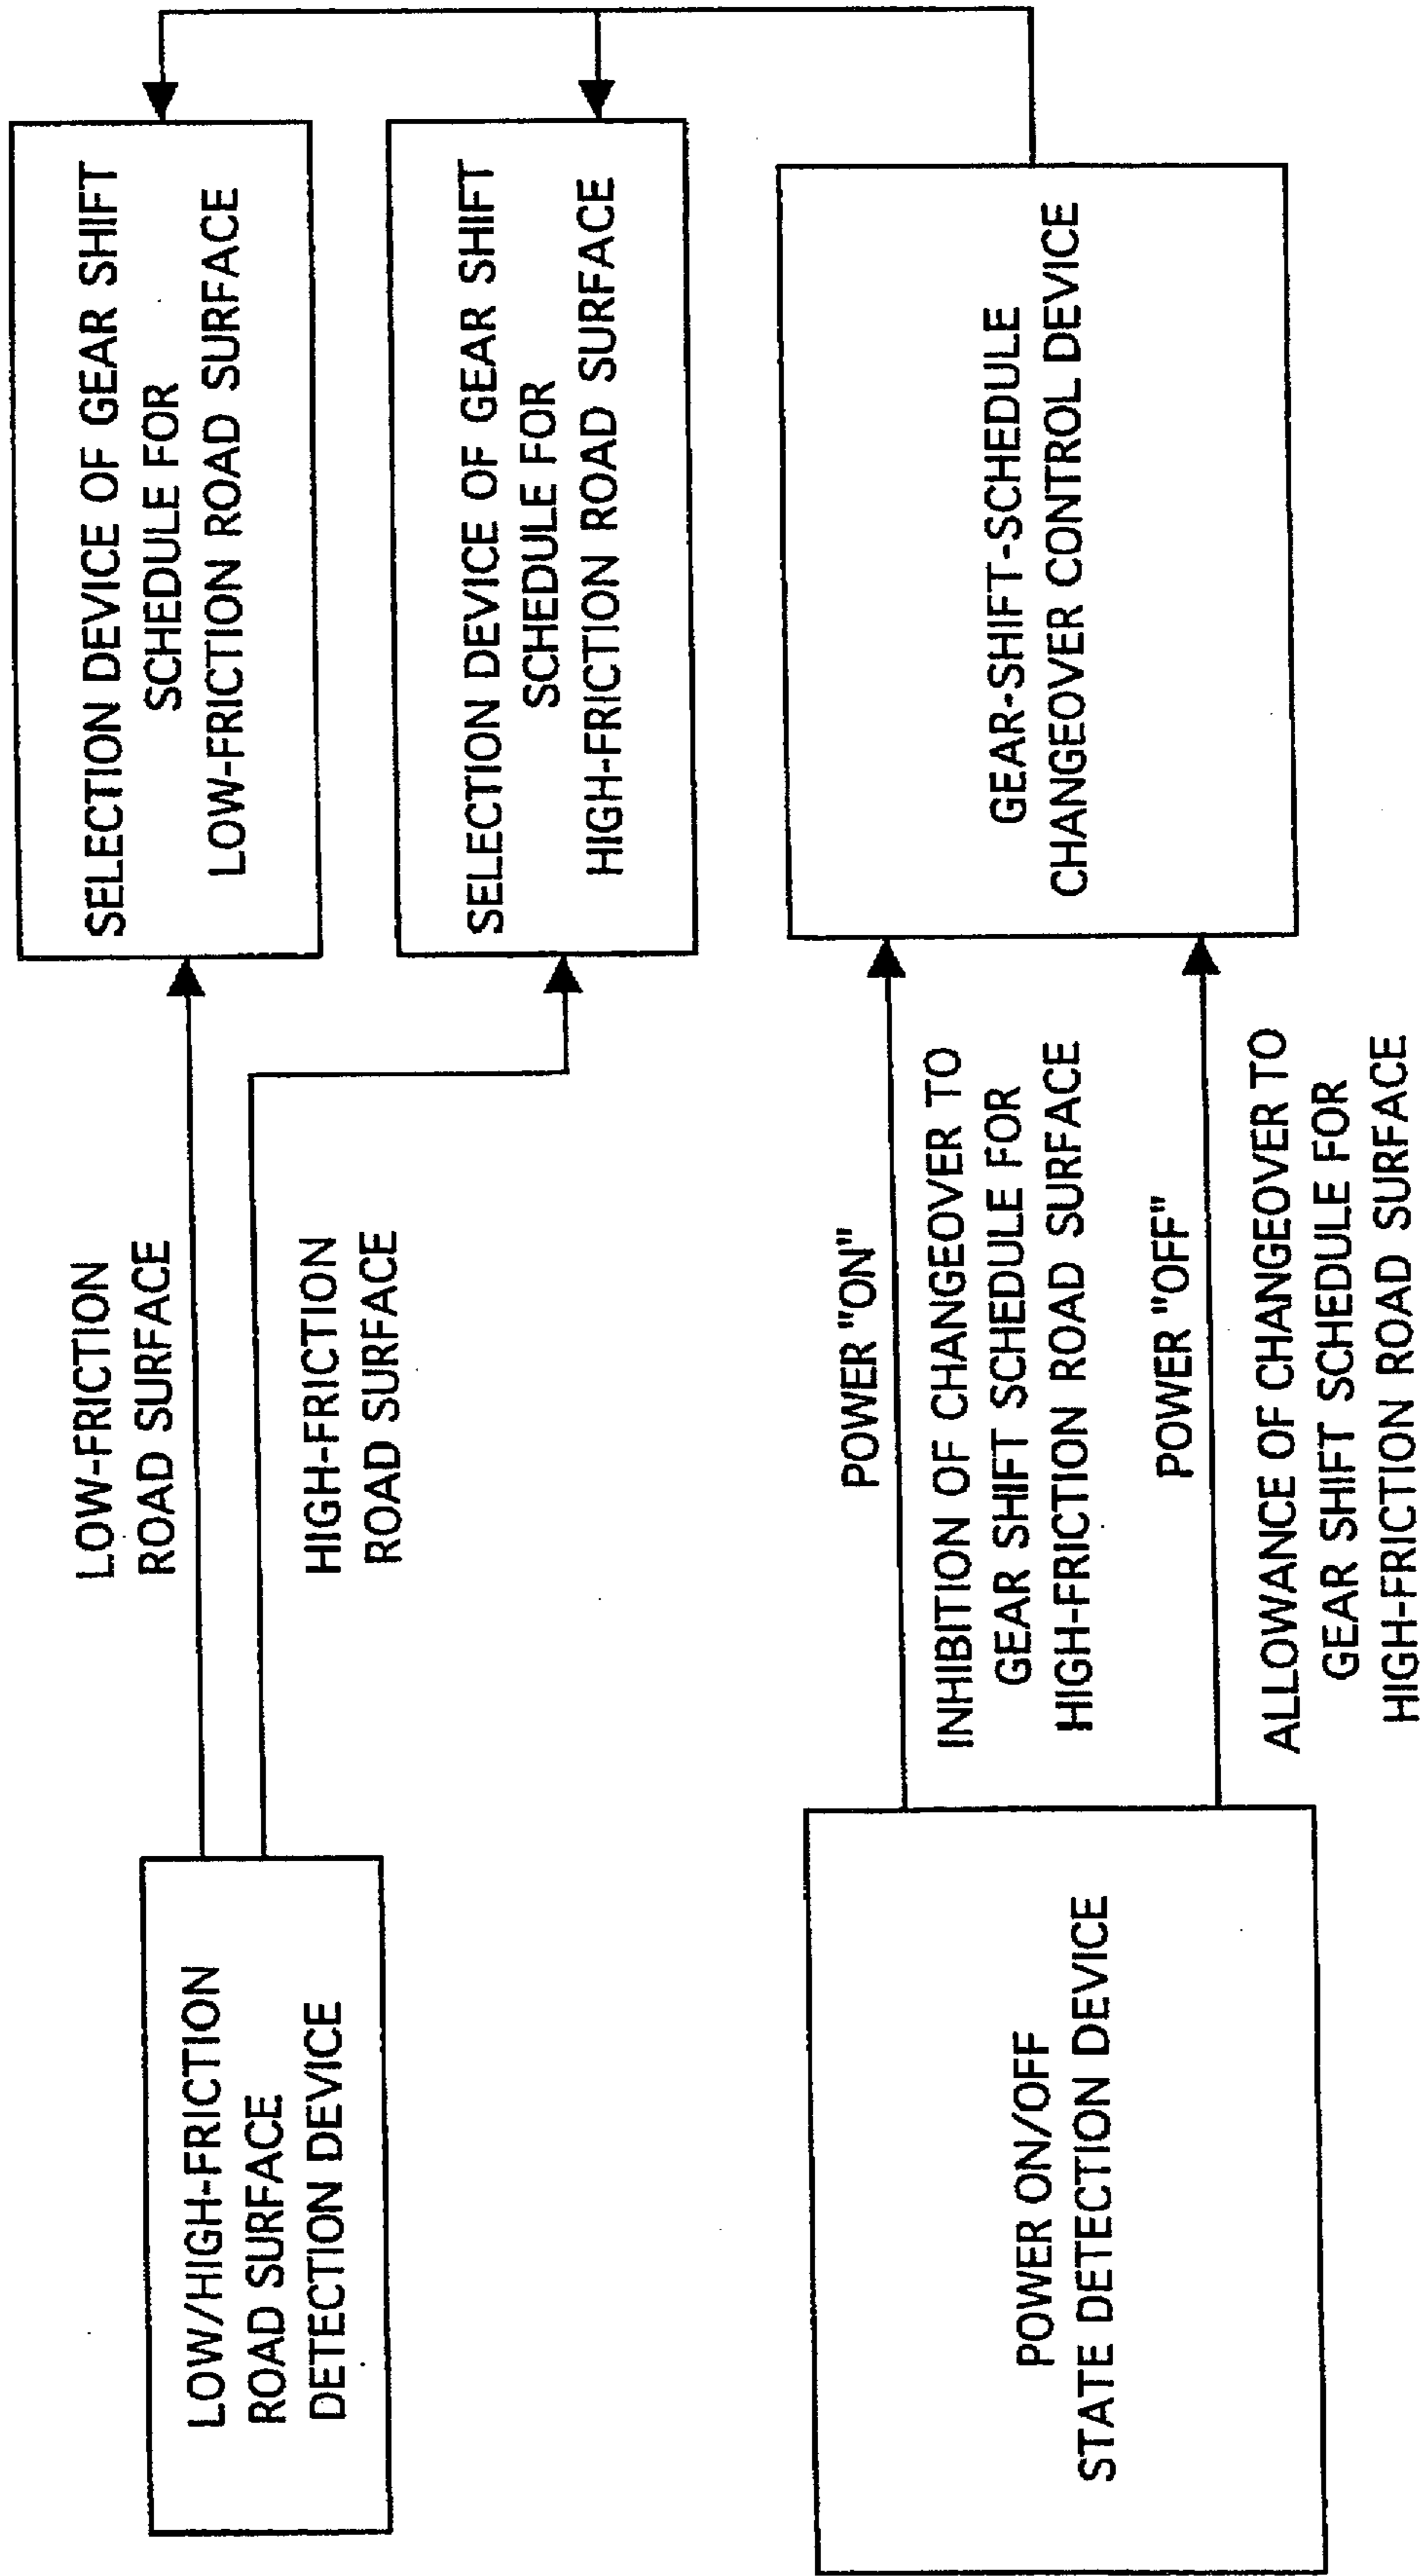 LOW/HIGH-FRICTION
ROAD SURFACE
DETECTION DEVICE
LOW-FRICTION
ROAD SURFACE
HIGH-FRICTION
ROAD SURFACE
SELECTION DEVICE OF GEAR SHIFT
SCHEDULE FOR
LOW-FRICTION ROAD SURFACE
SELECTION DEVICE OF GEAR SHIFT
SCHEDULE FOR
HIGH-FRICTION ROAD SURFACE
POWER ON/OFF
STATE DETECTION DEVICE
POWER "ON"
INHIBITION OF CHANGEOVER TO
GEAR SHIFT SCHEDULE FOR
HIGH-FRICTION ROAD SURFACE
POWER "OFF"
ALLOWANCE OF CHANGEOVER TO
GEAR SHIFT SCHEDULE FOR
HIGH-FRICTION ROAD SURFACE
GEAR-SHIFT-SCHEDULE
CHANGEOVER CONTROL DEVICE